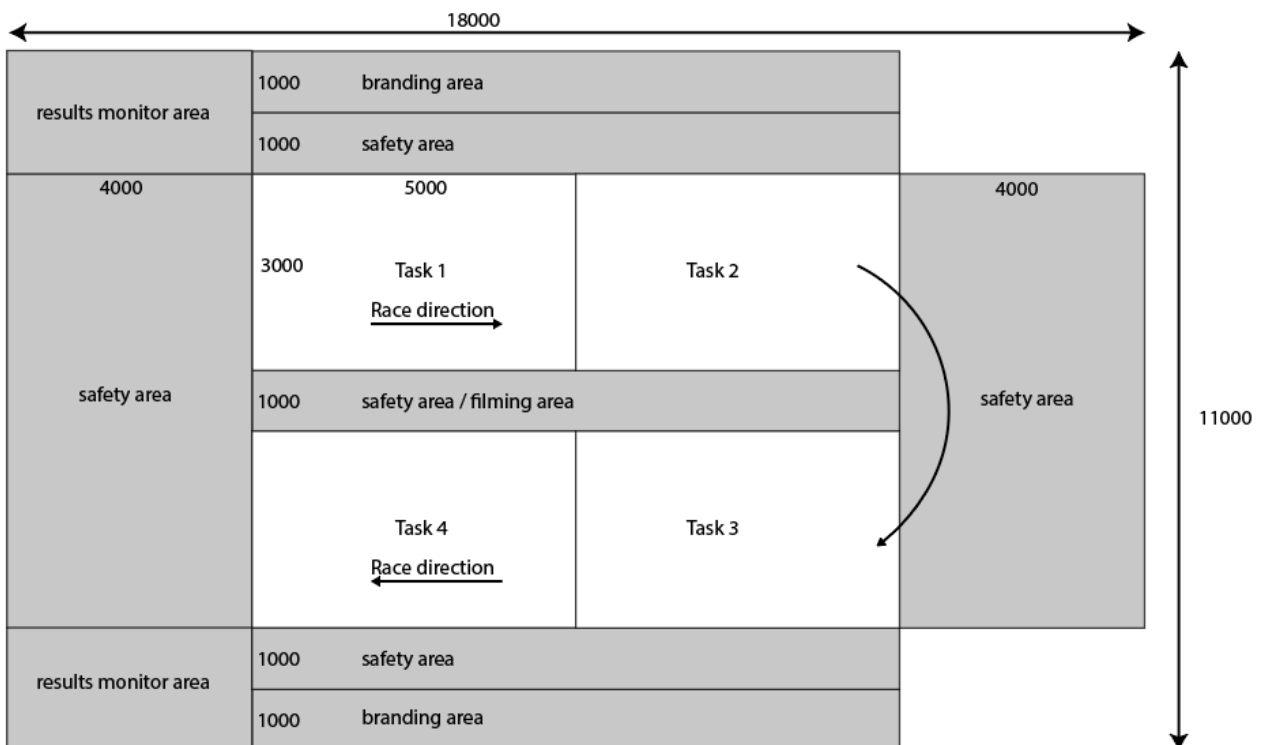 18000
1000 branding area
results monitor area
1000 safety area
4000 5000 4000
3000 Task 1 Task 2
Race direction
safety area 1000 safety area / filming area safety area
11000
Task 4 Task 3
Race direction
1000 safety area
results monitor area
1000 branding area